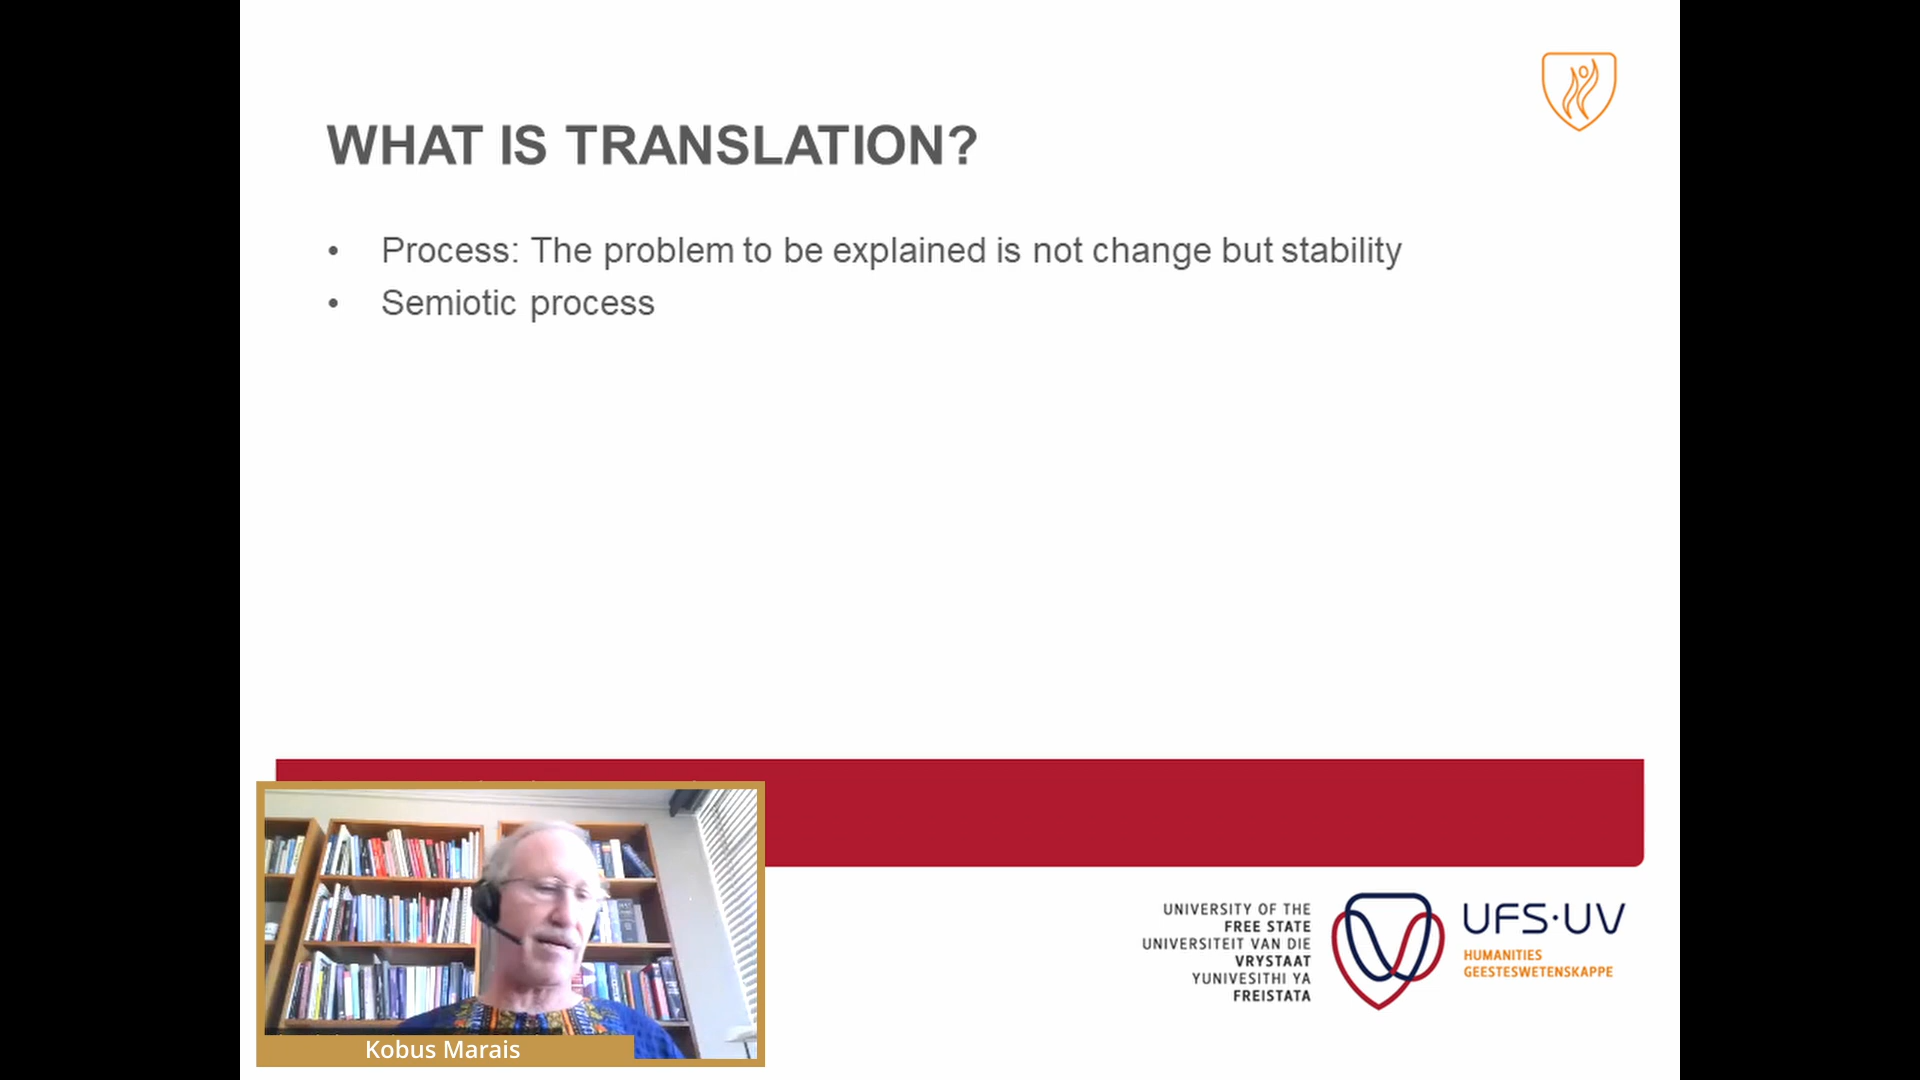 WHAT IS TRANSLATION?
• Process: The problem to be explained is not change but stability
• Semiotic process
UNIVERSITY OF THE
FREE STATE
UNIVERSITEIT VAN DIE
VRYSTAAT
YUNIVESITHI YA
FREISTATA
UFS·UV
HUMANITIES
GEESTESWETENSKAPPE
Kobus Marais